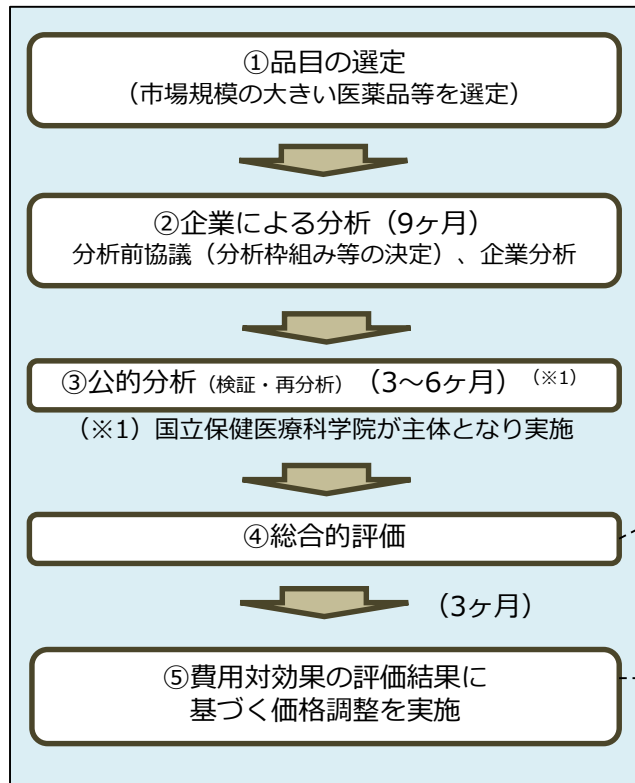 ①品目の選定
（市場規模の大きい医薬品等を選定）
②企業による分析（9ヶ月）
分析前協議（分析枠組み等の決定）、企業分析
③公的分析（検証・再分析）（3～6ヶ月）（※1）
（※1）国立保健医療科学院が主体となり実施
④総合的評価
（3ヶ月）
⑤費用対効果の評価結果に
基づく価格調整を実施